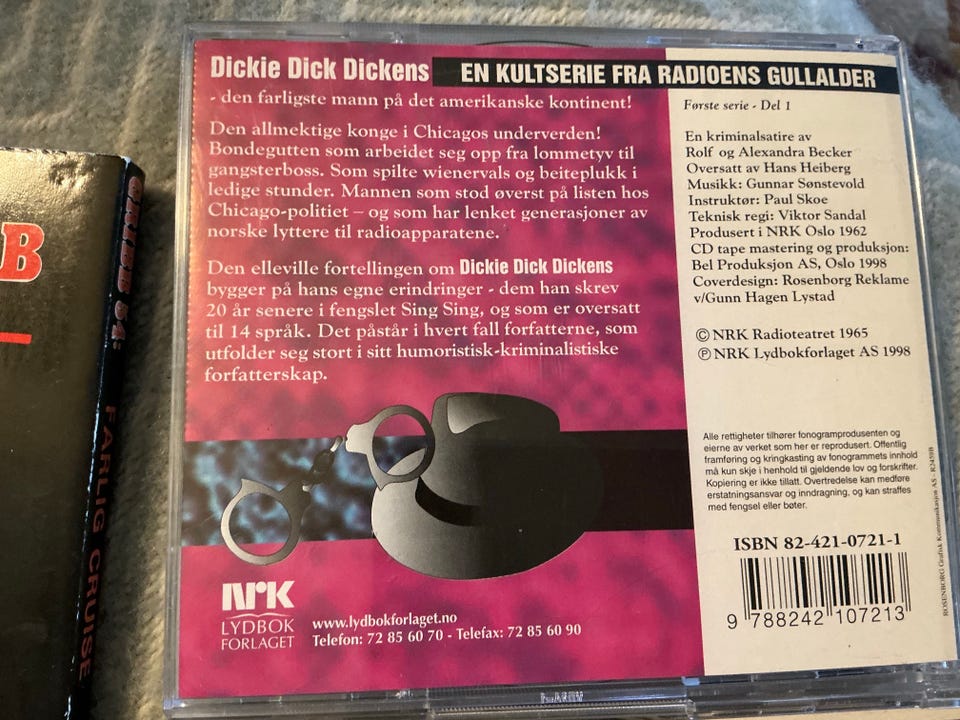 Dickie Dick Dickens EN KULTSERIE FRA RADIOENS GULLALDER
- den farligste mann på det amerikanske kontinent!
Den allmektige konge i Chicagos underverden!
Bondegutten som arbeidet seg opp fra lommetyv til
gangsterboss. Som spilte wienervals og beiteplukk i
ledige stunder. Mannen som stod øverst på listen hos
Chicago-politiet – og som har lenket generasjoner av
norske lyttere til radioapparatene.
Den elleville fortellingen om Dickie Dick Dickens
bygger på hans egne erindringer - dem han skrev
20 år senere i fengslet Sing Sing, og som er oversatt
til 14 språk. Det påstår i hvert fall forfatterne, som
utfolder seg stort i sitt humoristisk-kriminalistiske
forfatterskap.
NRK
LYDBOK
FORLAGET
www.lydbokforlaget.no
Telefon: 72 85 60 70 - Telefax: 72 85 60 90
Første serie - Del 1
En kriminalsatire av
Rolf og Alexandra Becker
Oversatt av Hans Heiberg
Musikk: Gunnar Sønstevold
Instruktør: Paul Skoe
Teknisk regi: Viktor Sandal
Produsert i NRK Oslo 1962
CD tape mastering og produksjon:
Bel Produksjon AS, Oslo 1998
Coverdesign: Rosenborg Reklame
v/Gunn Hagen Lystad
© NRK Radioteatret 1965
℗ NRK Lydbokforlaget AS 1998
Alle rettigheter tilhører fonogramprodusenten og
eierne av verket som her er reprodusert. Offentlig
framføring og kringkasting av fonogrammets innhold
må kun skje i henhold til gjeldende lov og forskrifter.
Kopiering er ikke tillatt. Overtredelse kan medføre
erstatningsansvar og inndragning, og kan straffes
med fengsel eller bøter.
ISBN 82-421-0721-1
9 788242 107213
ROSENBORG Grafisk Kommunikasjon AS
B
54:
FARLIG CRUISE